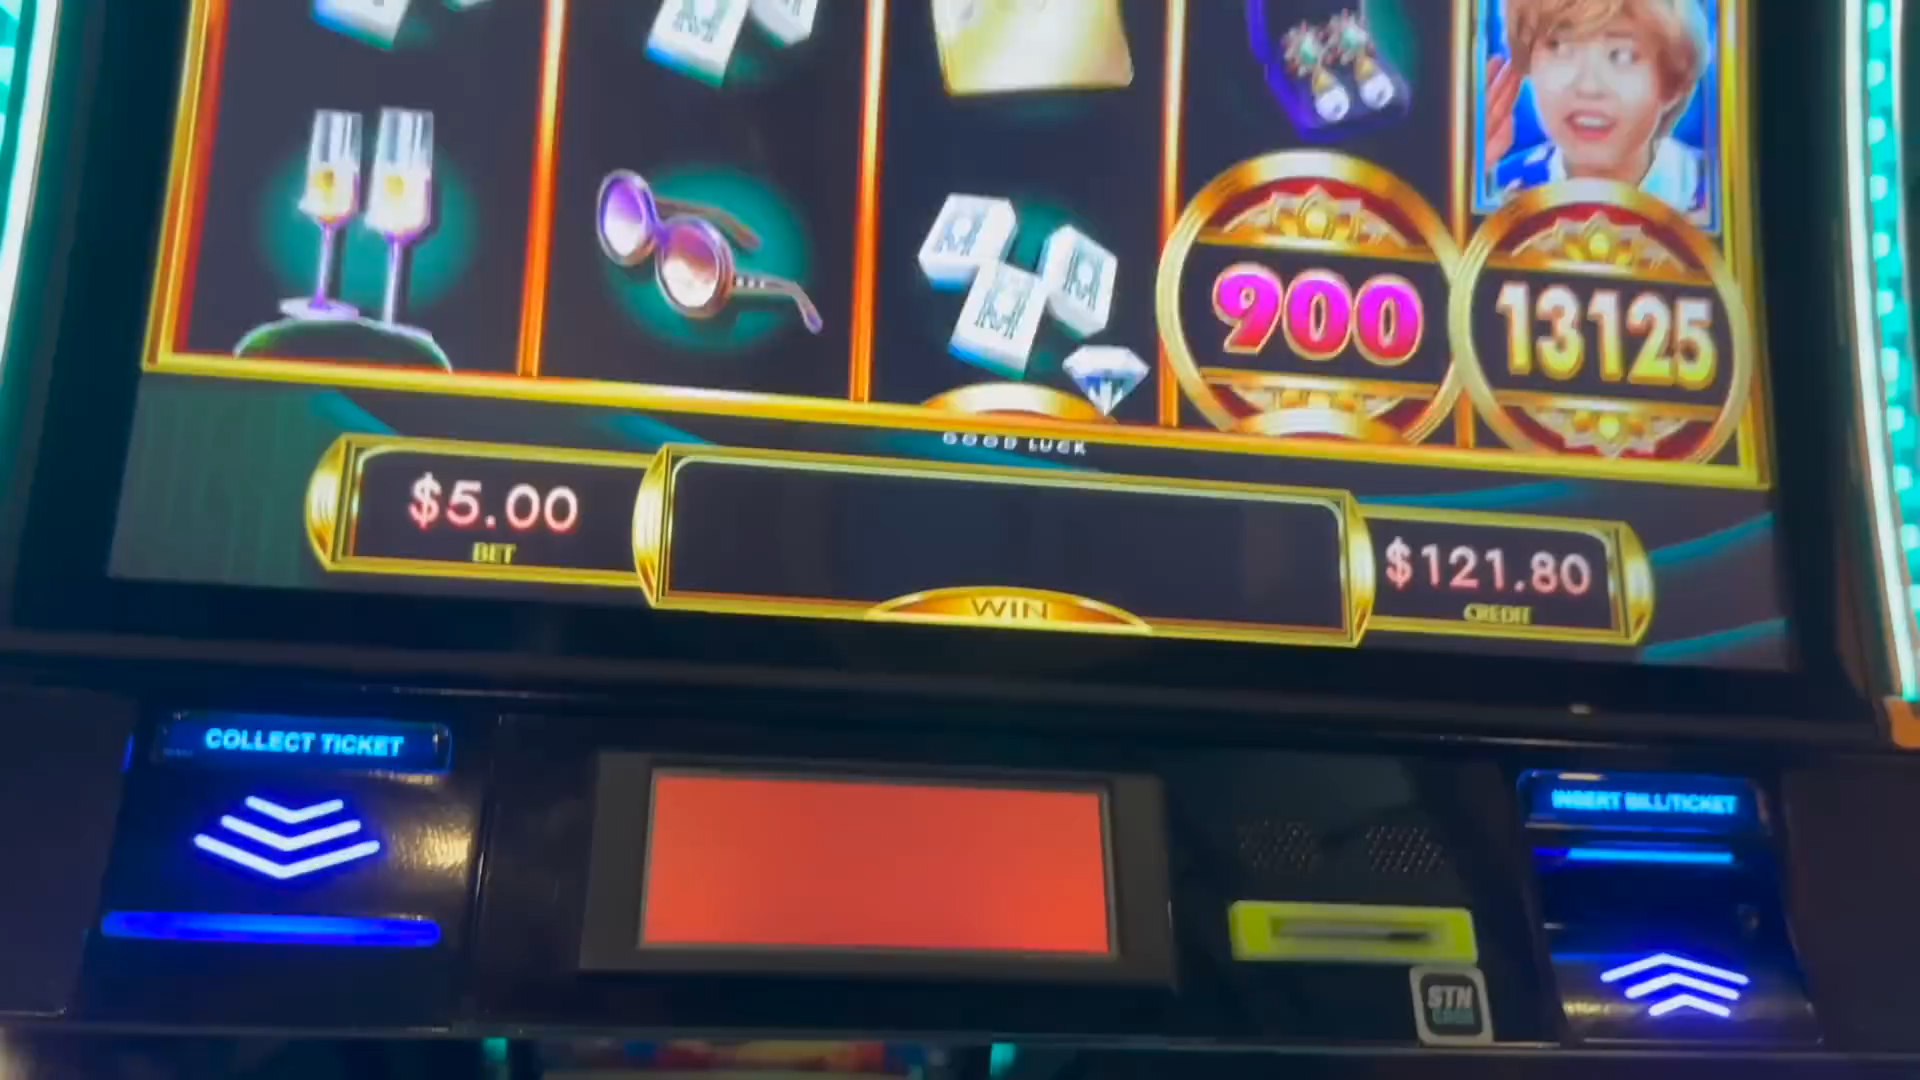 900
13125
GOOD LUCK
$5.00
BET
WIN
$121.80
CREDIT
COLLECT TICKET
INSERT BILL/TICKET
STN